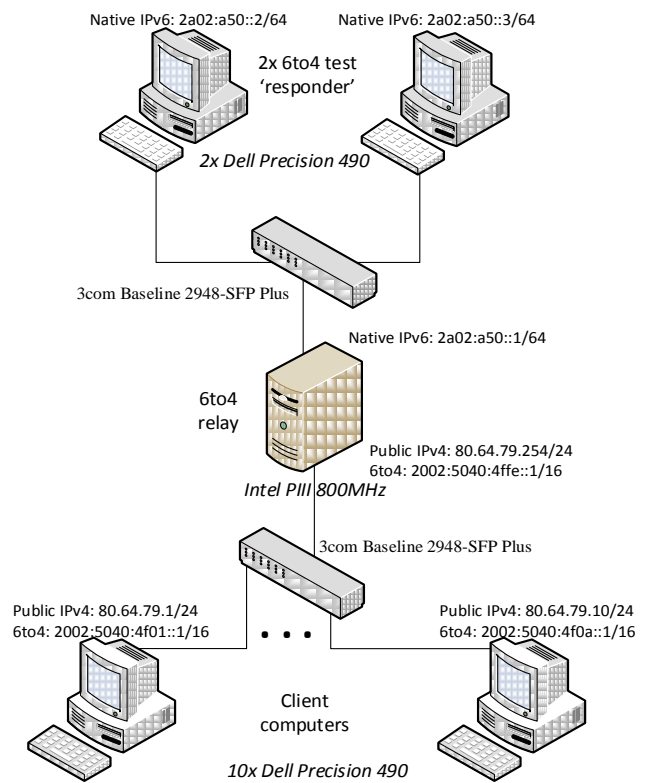 Native IPv6: 2a02:a50::2/64
Native IPv6: 2a02:a50::3/64
2x 6to4 test
‘responder’
2x Dell Precision 490
3com Baseline 2948-SFP Plus
Native IPv6: 2a02:a50::1/64
6to4
relay
Public IPv4: 80.64.79.254/24
6to4: 2002:5040:4ffe::1/16
Intel PIII 800MHz
3com Baseline 2948-SFP Plus
Public IPv4: 80.64.79.1/24
6to4: 2002:5040:4f01::1/16
Public IPv4: 80.64.79.10/24
6to4: 2002:5040:4f0a::1/16
Client
computers
10x Dell Precision 490